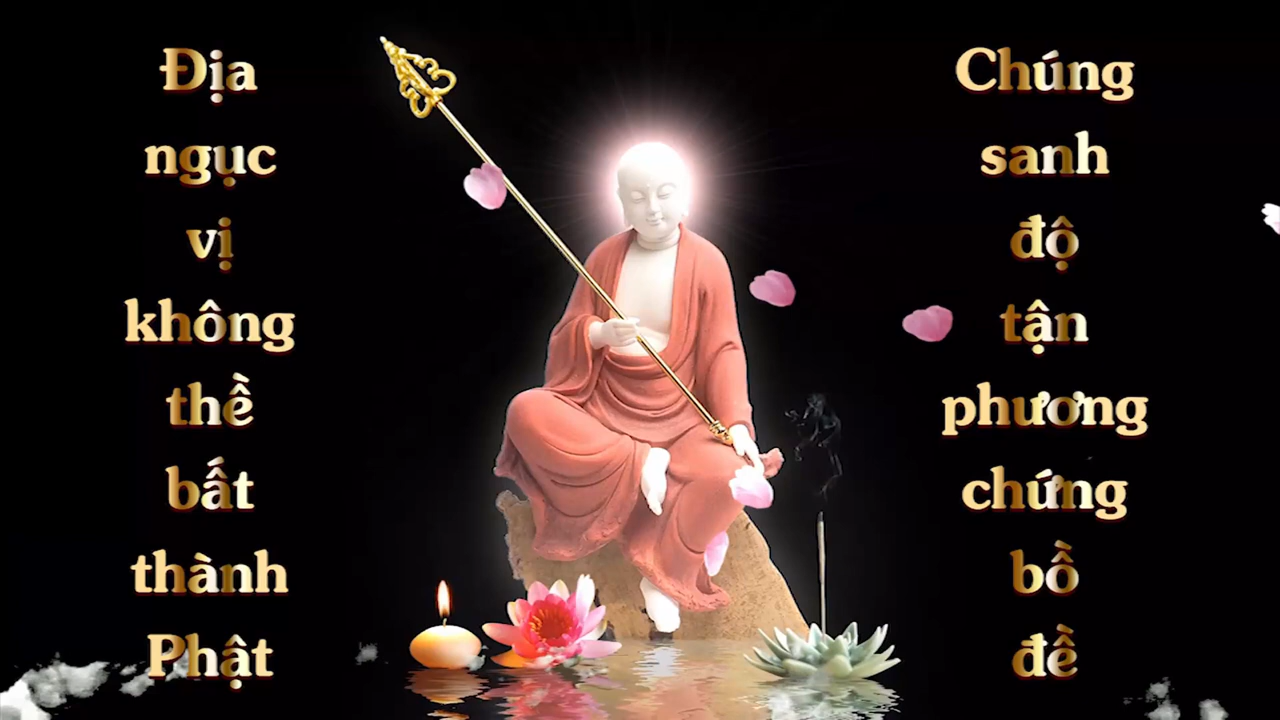 Địa
ngục
vị
không
thề
bất
thành
Phật
Chúng
sanh
độ
tận
phương
chứng
bồ
đề